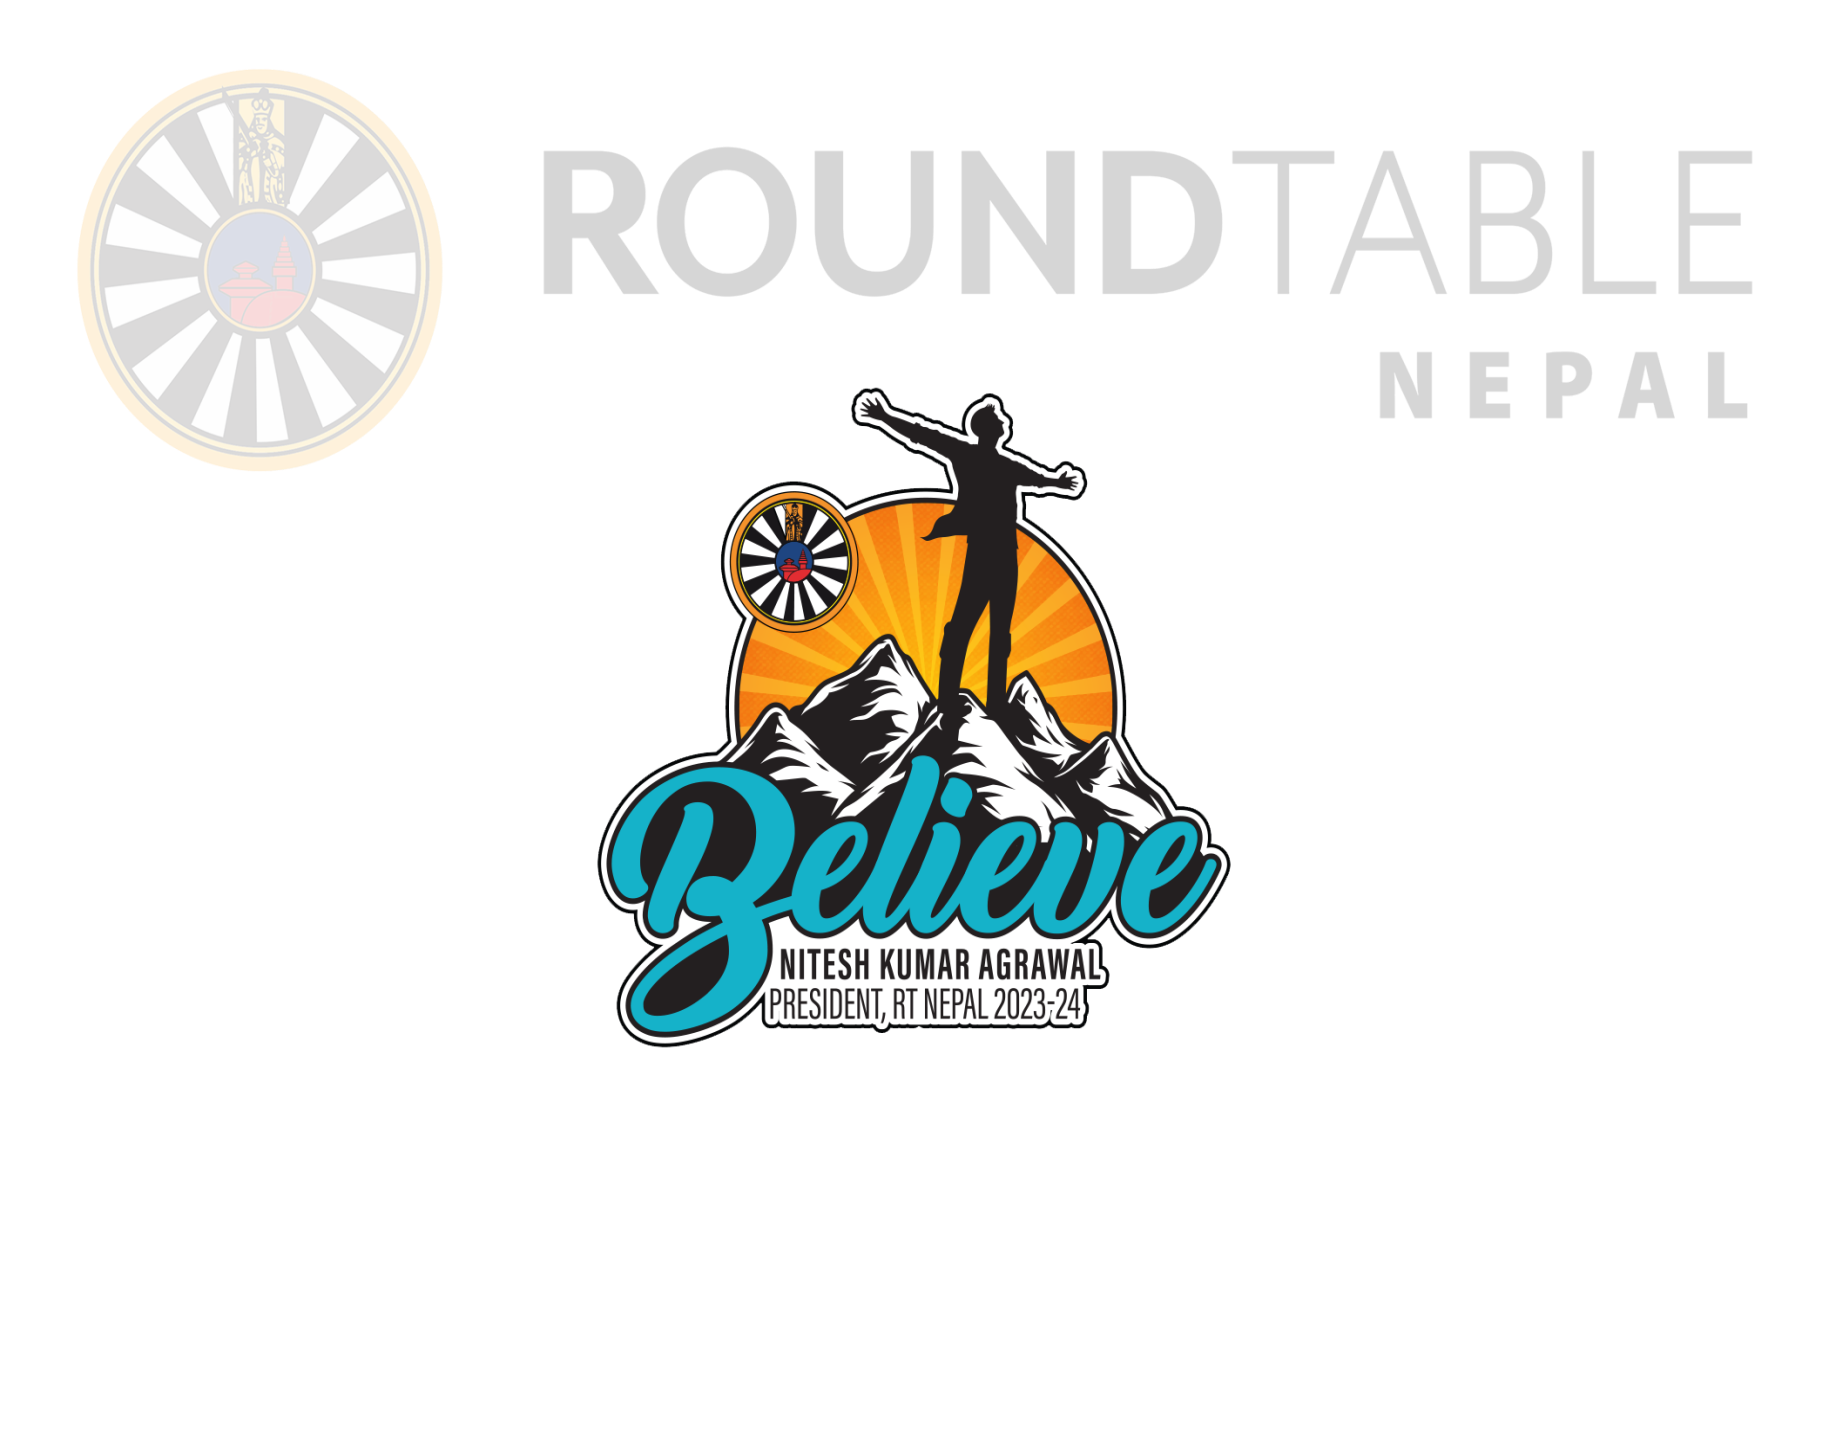 ROUNDTABLE
NEPAL
Believe
NITESH KUMAR AGRAWAL
PRESIDENT, RT NEPAL 2023-24